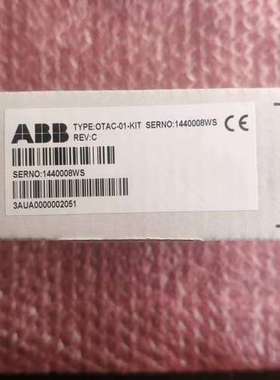 ABB
TYPE:OTAC-01-KIT SERNO:1440008WS
REV:C
CE
SERNO:1440008WS
3AUA0000002051